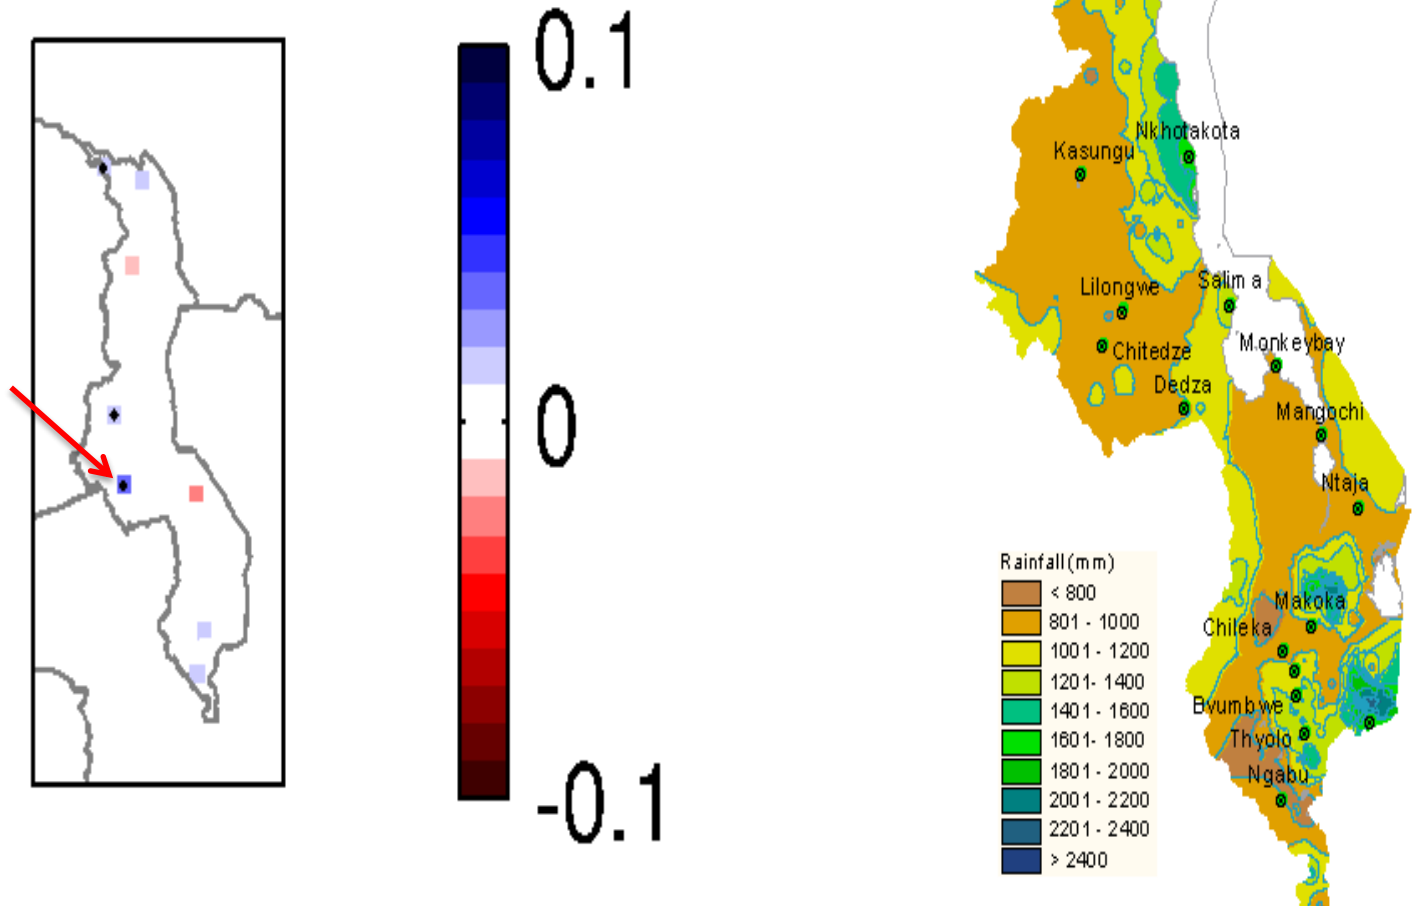 0.1
0
-0.1
Nkhotakota
Kasungu
Salima
Lilongwe
Monkeybay
Chitedze
Dedza
Mangochi
Ntaja
Makoka
Chileka
Bvumbwe
Thyolo
Ngabu
Rainfall(mm)
< 800
801 - 1000
1001 - 1200
1201- 1400
1401 - 1600
1601- 1800
1801 - 2000
2001 - 2200
2201 - 2400
> 2400